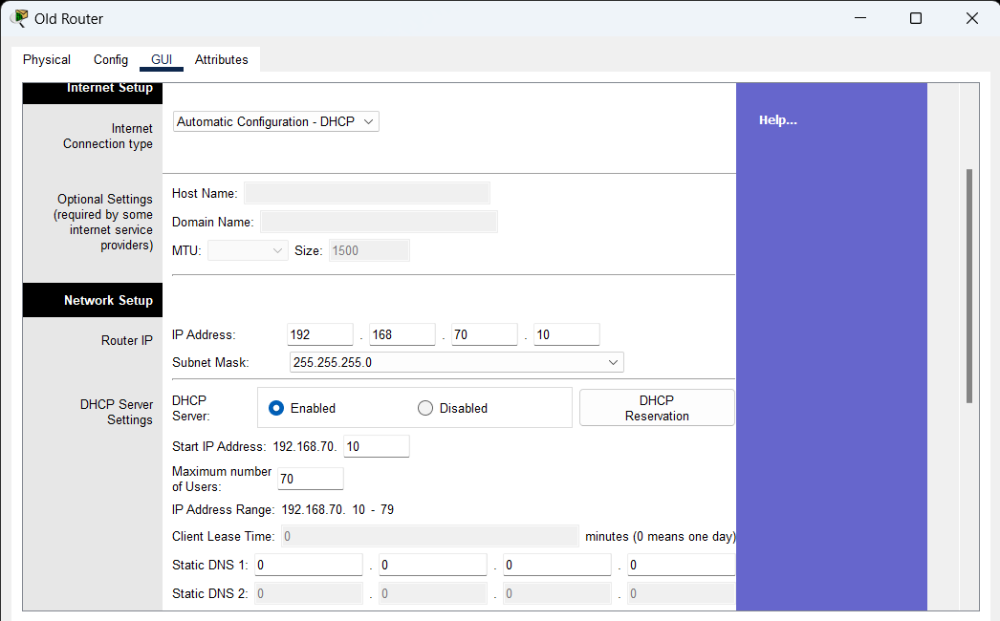 Old Router
Physical Config GUI Attributes
Internet Setup
Internet
Connection type
Automatic Configuration - DHCP
Help...
Optional Settings
(required by some
internet service
providers)
Host Name:
Domain Name:
MTU: Size: 1500
Network Setup
Router IP
IP Address: 192 . 168 . 70 . 10
Subnet Mask: 255.255.255.0
DHCP Server
Settings
DHCP
Server:
Enabled Disabled
DHCP
Reservation
Start IP Address: 192.168.70. 10
Maximum number
of Users: 70
IP Address Range: 192.168.70. 10 - 79
Client Lease Time: 0 minutes (0 means one day)
Static DNS 1: 0 . 0 . 0 . 0
Static DNS 2: 0 . 0 . 0 . 0